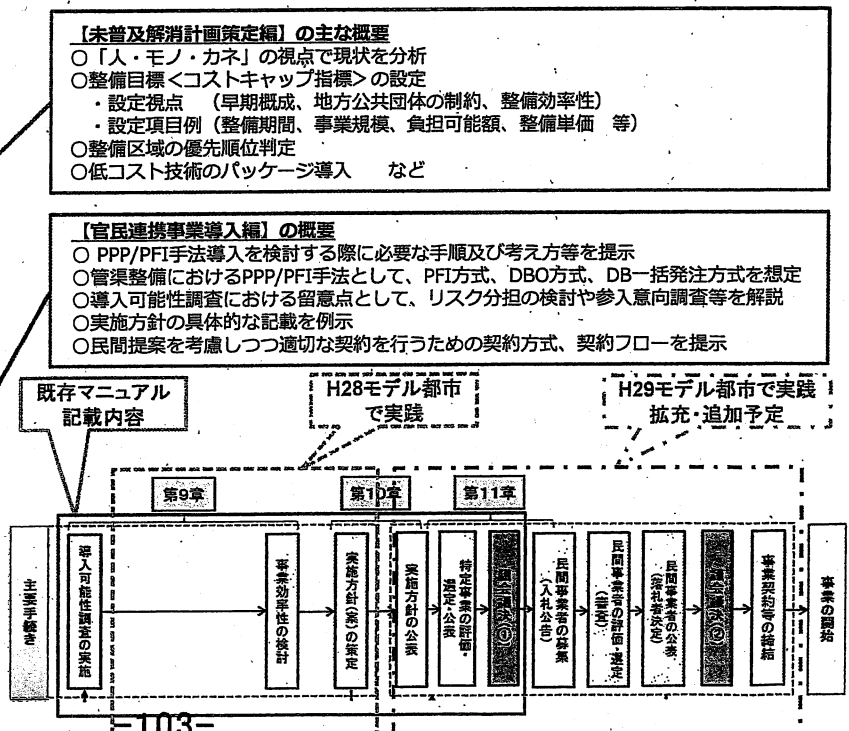 【未普及解消計画策定編】の主な概要
○「人・モノ・カネ」の視点で現状を分析
○整備目標<コストキャップ指標>の設定
・設定視点 (早期概成、地方公共団体の制約、整備効率性)
・設定項目例(整備期間、事業規模、負担可能額、整備単価 等)
○整備区域の優先順位判定
○低コスト技術のパッケージ導入 など
【官民連携事業導入編】の概要
○ PPP/PFI手法導入を検討する際に必要な手順及び考え方等を提示
○管渠整備におけるPPP/PFI手法として、PFI方式、DBO方式、DB一括発注方式を想定
○導入可能性調査における留意点として、リスク分担の検討や参入意向調査等を解説
○実施方針の具体的な記載を例示
○民間提案を考慮しつつ適切な契約を行うための契約方式、契約フローを提示
既存マニュアル
記載内容
H28モデル都市
で実践
H29モデル都市で実践
拡充・追加予定
第9章
第10章
第11章
主要手続き
導入可能性調査の実施
事業効率性の検討
実施方針(案)の策定
実施方針の公表
特定事業の評価・
選定・公表
議会議決①
民間事業者の募集
(入札公告)
民間事業者の評価・選定
(審査)
民間事業者の公表
(落札者決定)
議会議決②
事業契約等の締結
事業の開始
-103-